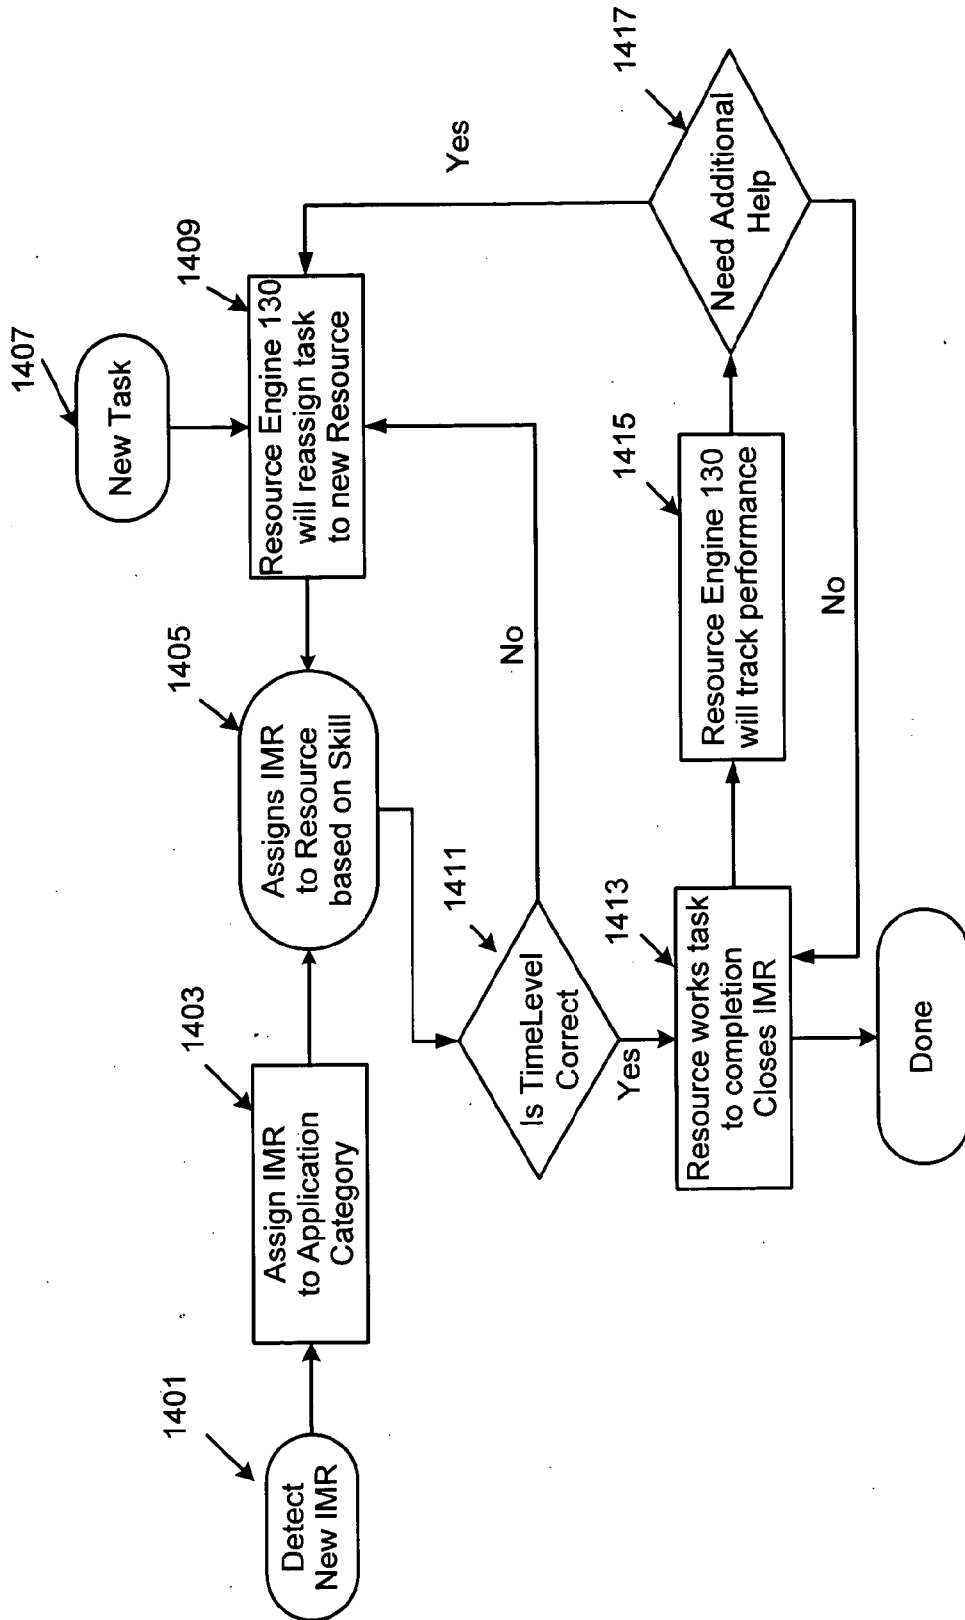 1401
Detect
New IMR
1403
Assign IMR
to Application
Category
1405
Assigns IMR
to Resource
based on Skill
1407
New Task
1409
Resource Engine 130
will reassign task
to new Resource
1411
Is TimeLevel
Correct
No
Yes
1413
Resource works task
to completion
Closes IMR
1415
Resource Engine 130
will track performance
1417
Need Additional
Help
Yes
No
Done